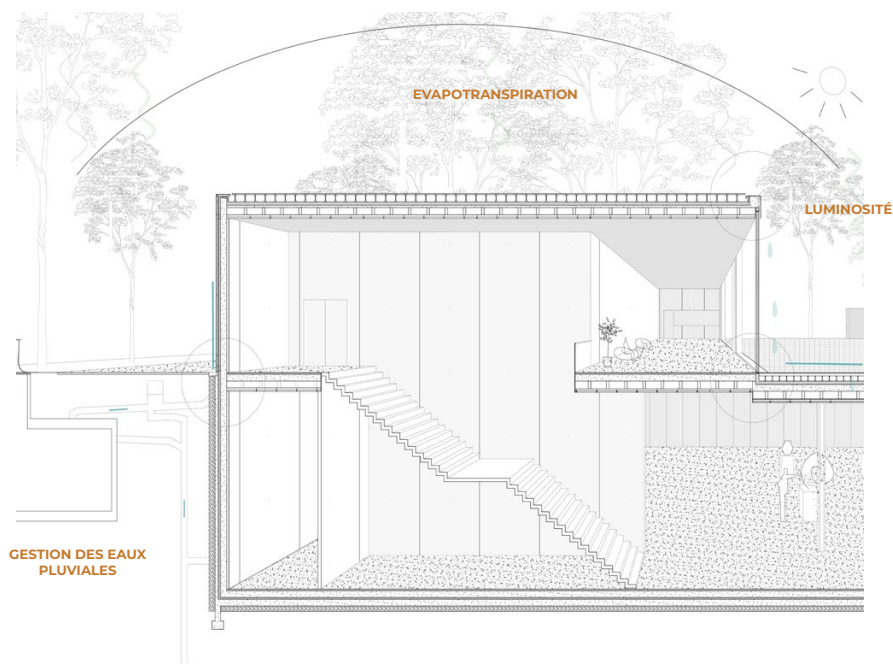 EVAPOTRANSPIRATION
LUMINOSITÉ
GESTION DES EAUX
PLUVIALES